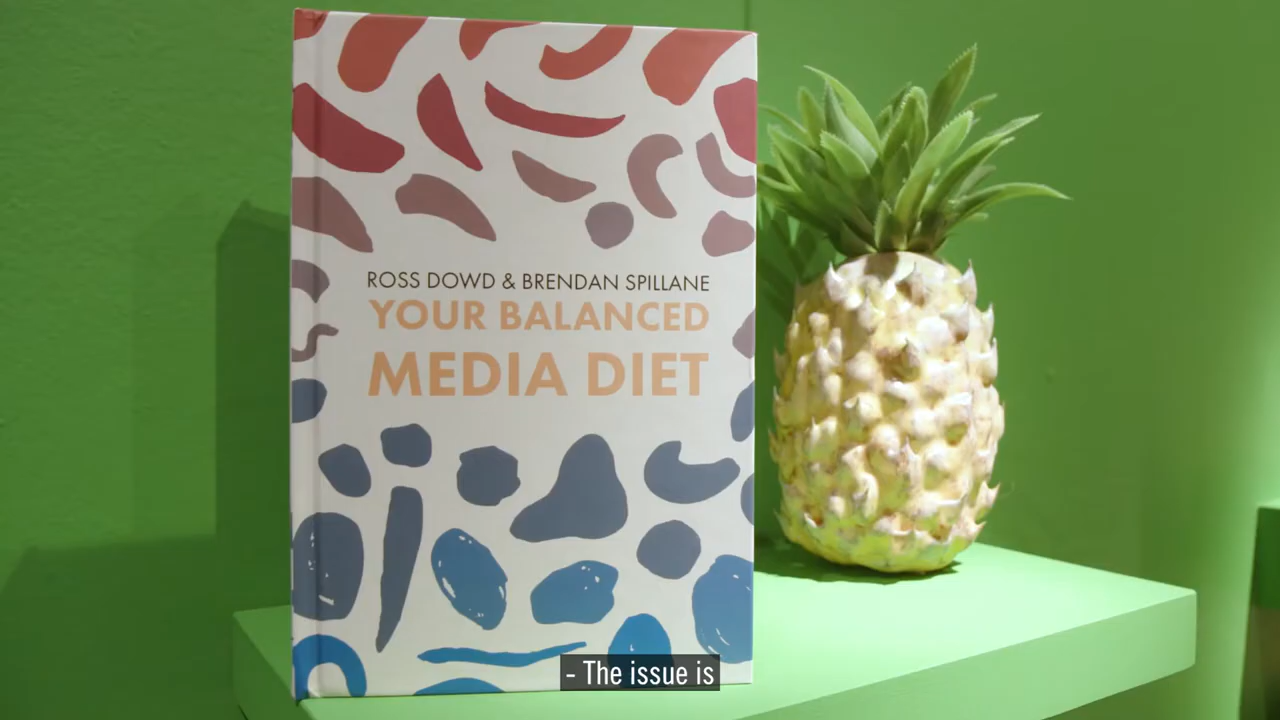 ROSS DOWD & BRENDAN SPILLANE
YOUR BALANCED
MEDIA DIET
- The issue is